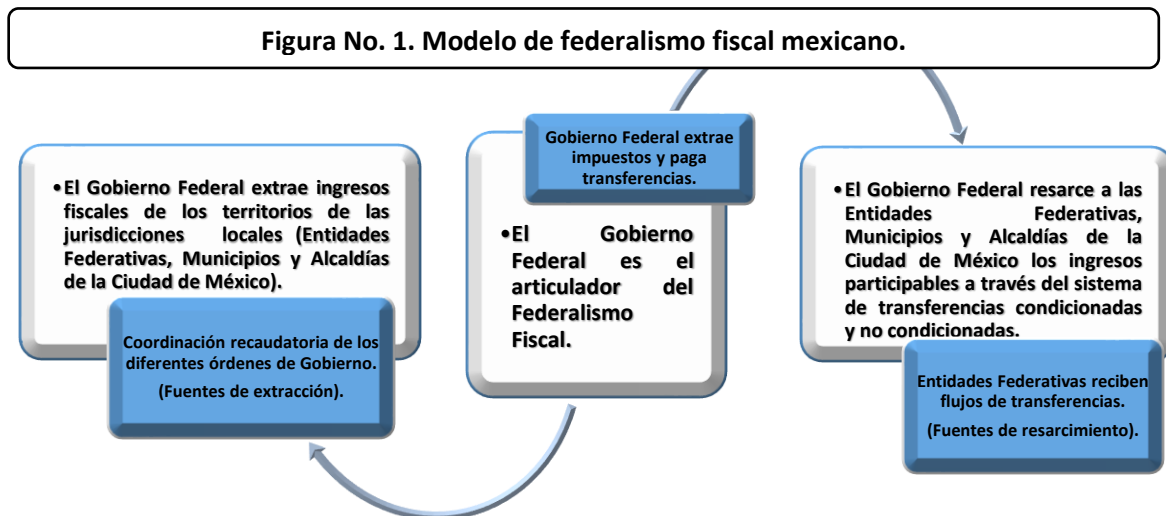 Figura No. 1. Modelo de federalismo fiscal mexicano.
•El Gobierno Federal extrae ingresos
fiscales de los territorios de las
jurisdicciones locales (Entidades
Federativas, Municipios y Alcaldías
de la Ciudad de México).
Coordinación recaudatoria de los
diferentes órdenes de Gobierno.
(Fuentes de extracción).
Gobierno Federal extrae
impuestos y paga
transferencias.
•El Gobierno
Federal es el
articulador del
Federalismo
Fiscal.
•El Gobierno Federal resarce a las
Entidades Federativas,
Municipios y Alcaldías de la
Ciudad de México los ingresos
participables a través del sistema
de transferencias condicionadas
y no condicionadas.
Entidades Federativas reciben
flujos de transferencias.
(Fuentes de resarcimiento).